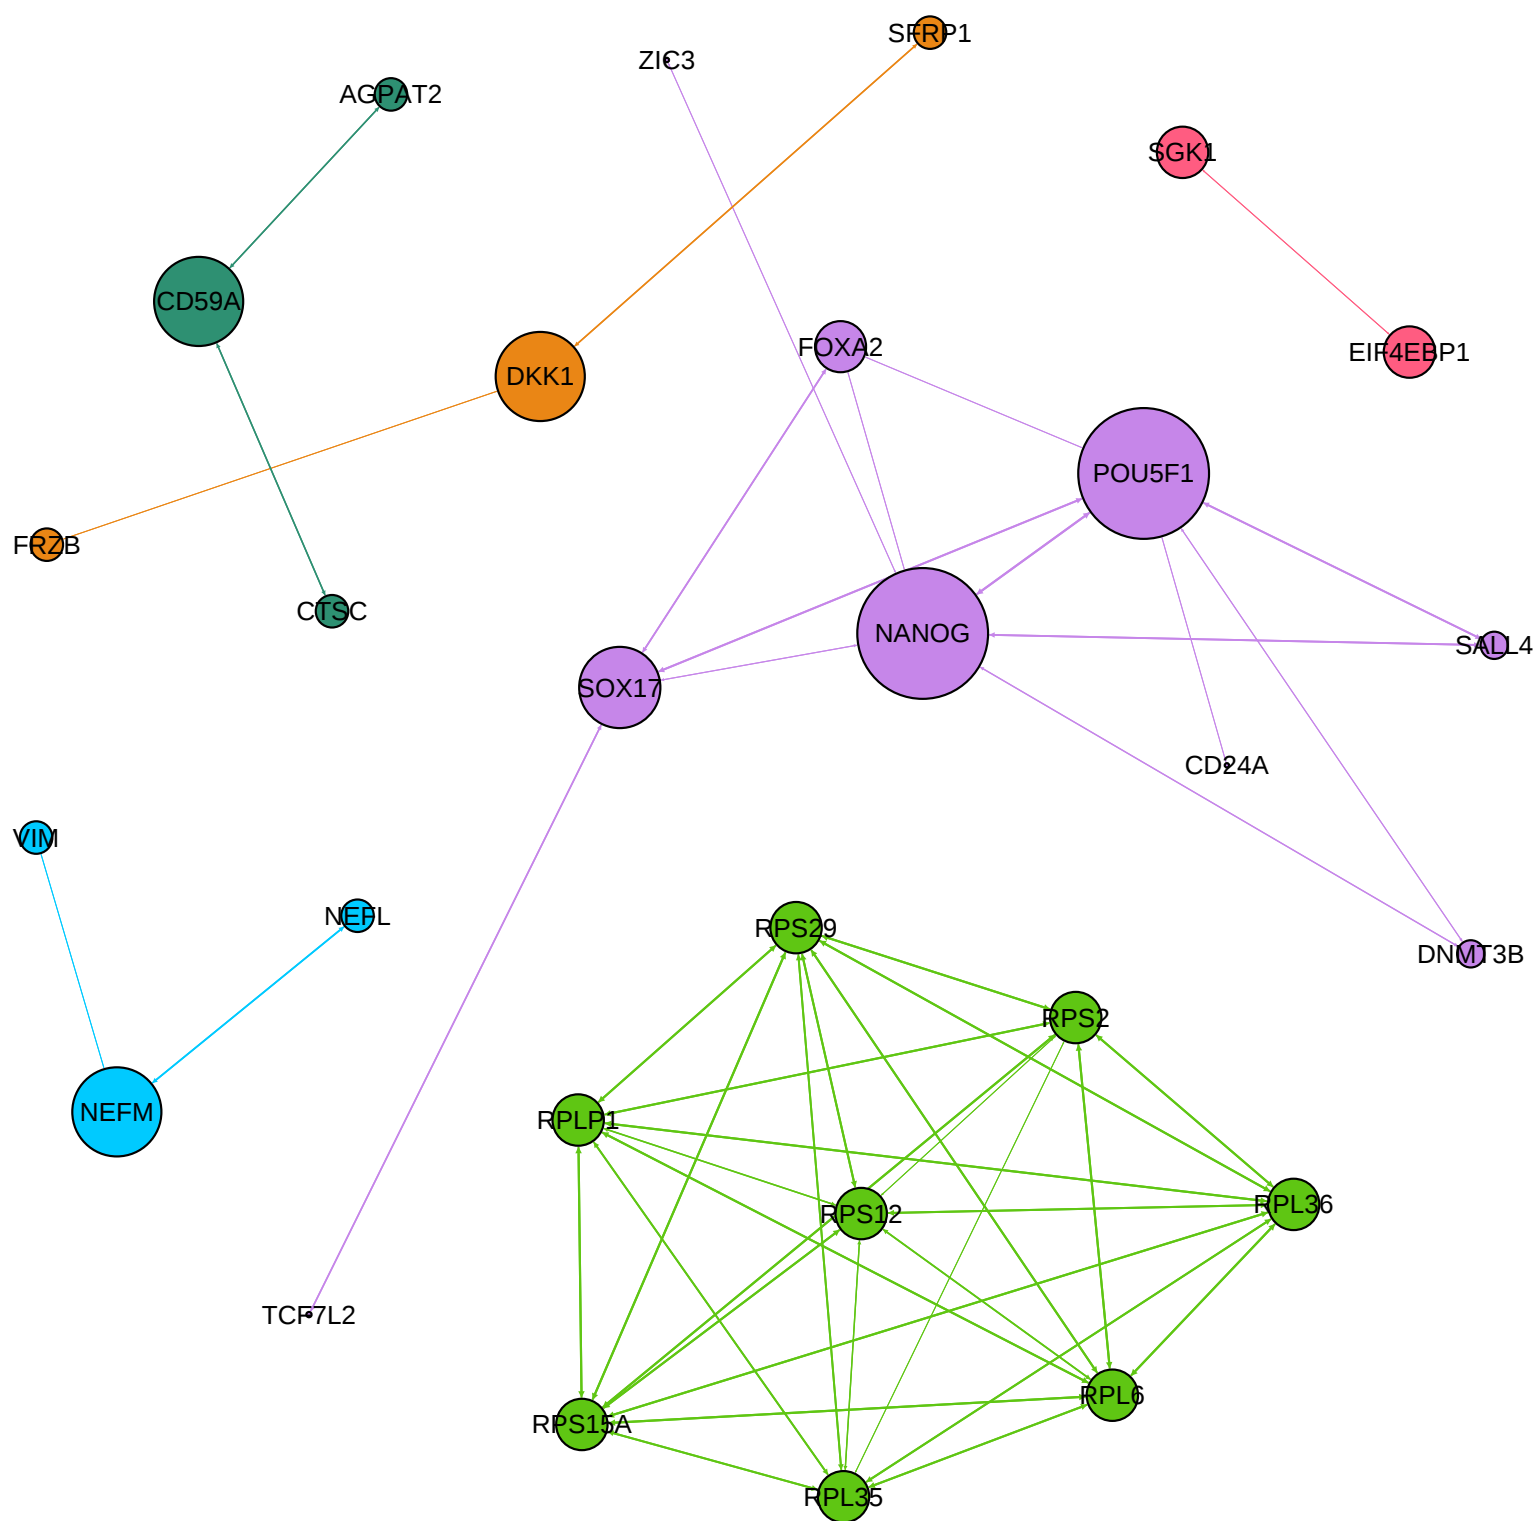 SFRP1
ZIC3
AGPAT2
SGK1
CD59A
FOXA2
EIF4EBP1
DKK1
POU5F1
FRZB
CTSC
NANOG
SALL4
SOX17
CD24A
VIM
NEFL
RPS29
DNMT3B
RPS2
NEFM
RPLP1
RPL36
RPS12
TCF7L2
RPL6
RPS15A
RPL35